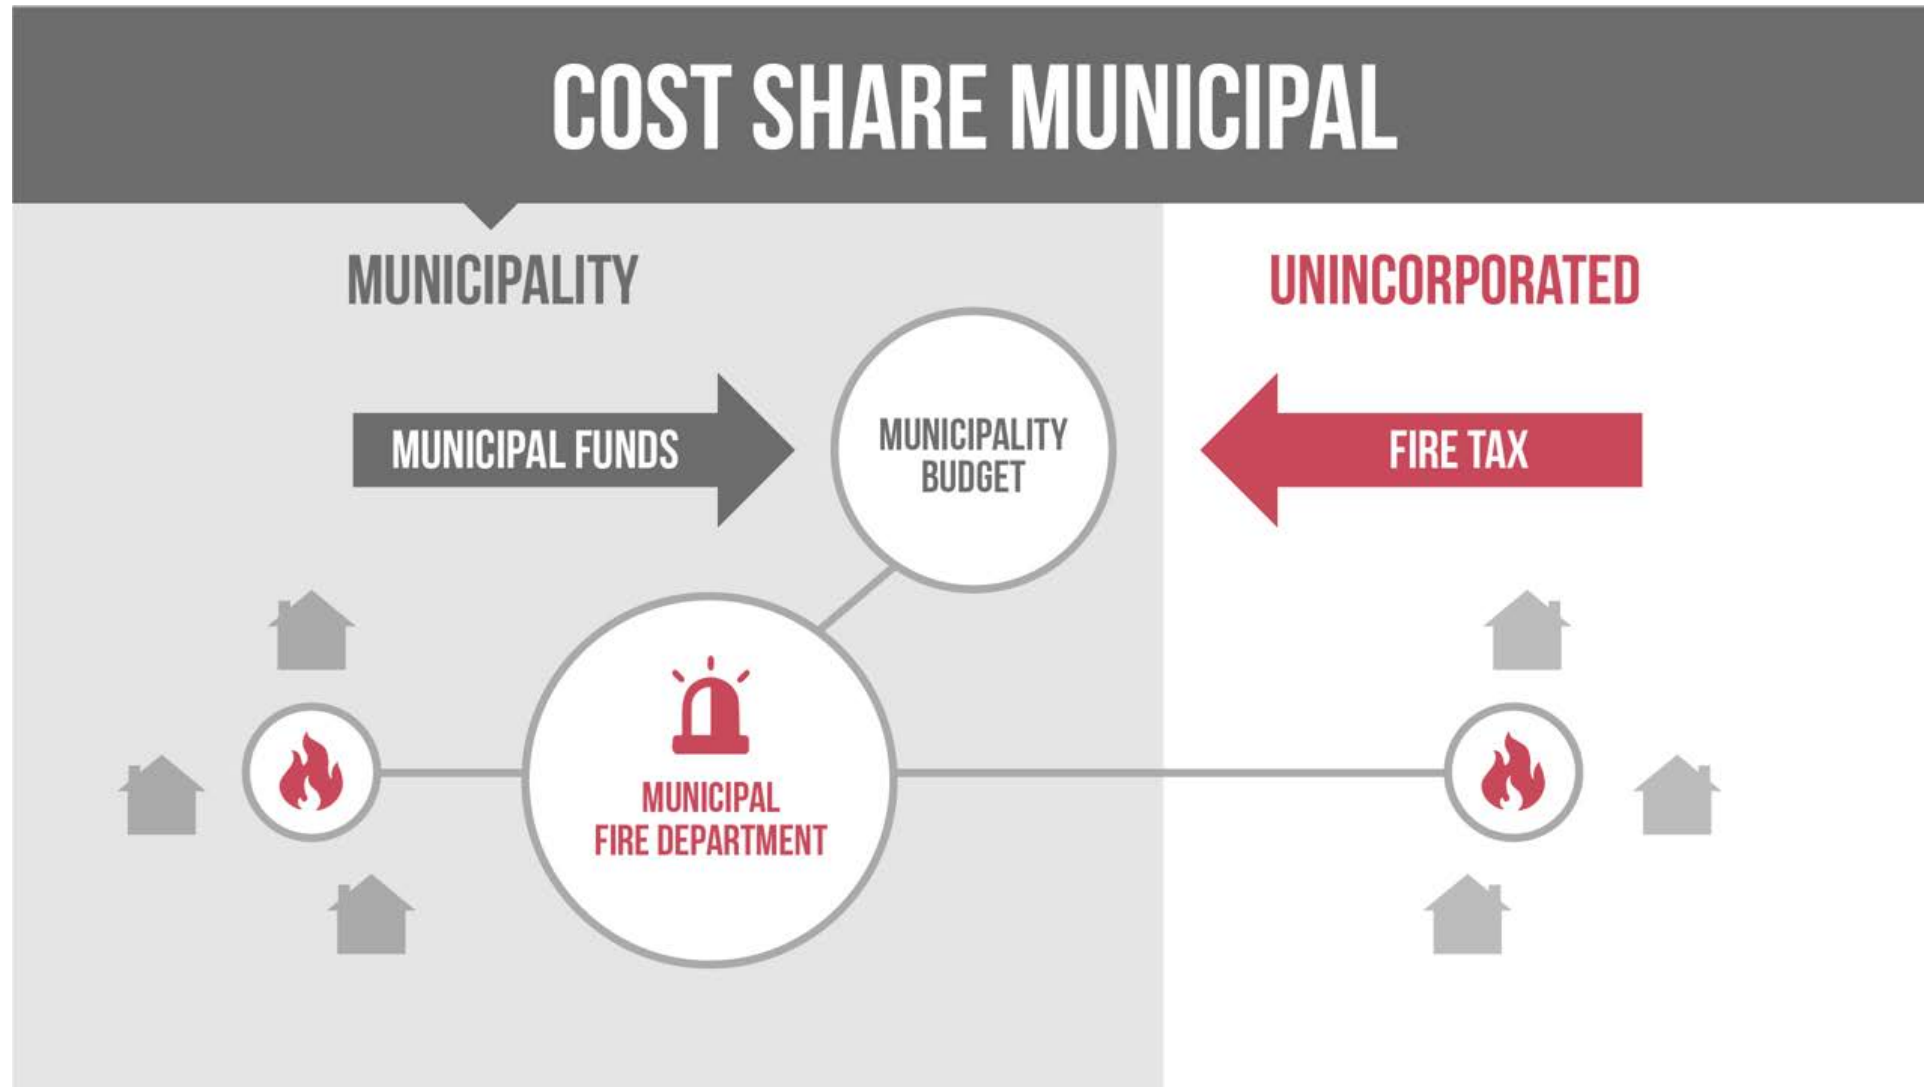 COST SHARE MUNICIPAL
MUNICIPALITY
UNINCORPORATED
MUNICIPAL FUNDS
MUNICIPALITY
BUDGET
FIRE TAX
MUNICIPAL
FIRE DEPARTMENT